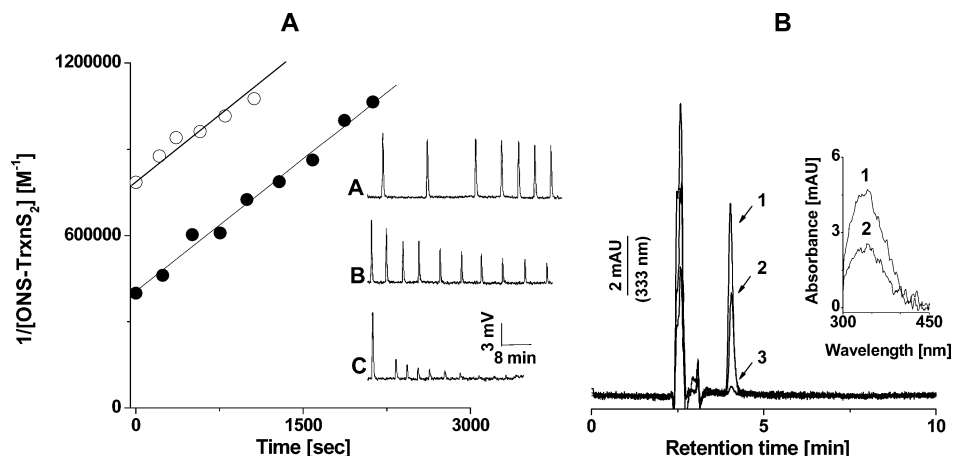 A
1/[ONS-TrxnS2] [M-1]
1200000
600000
0
0
1500
3000
Time [sec]
A
B
C
3 mV
8 min
B
2 mAU
(333 nm)
1
2
3
0
5
10
Retention time [min]
Absorbance [mAU]
6
3
0
1
2
300
450
Wavelength [nm]